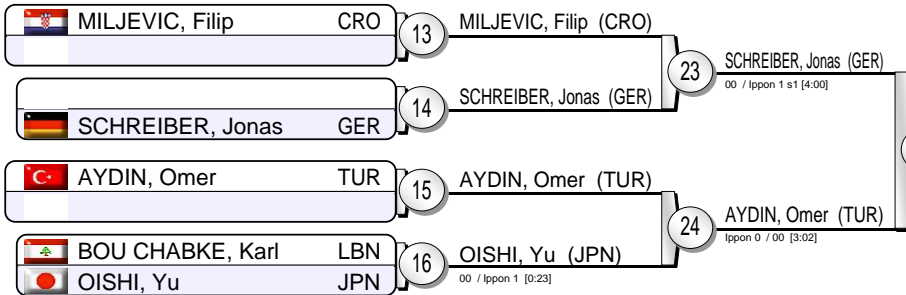 MILJEVIC, Filip CRO
13
MILJEVIC, Filip (CRO)
23
SCHREIBER, Jonas (GER)
00 / Ippon 1 s1 [4:00]
14
SCHREIBER, Jonas (GER)
SCHREIBER, Jonas GER
AYDIN, Omer TUR
15
AYDIN, Omer (TUR)
24
AYDIN, Omer (TUR)
Ippon 0 / 00 [3:02]
BOU CHABKE, Karl LBN
16
OISHI, Yu (JPN)
00 / Ippon 1 [0:23]
OISHI, Yu JPN